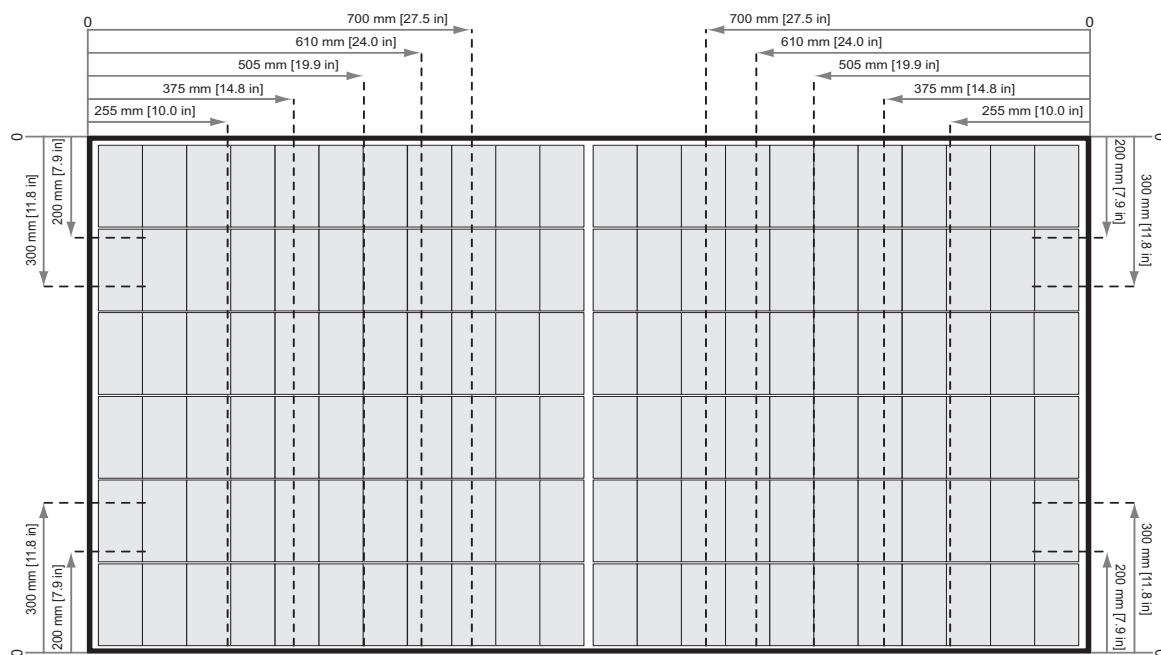 0
0
700 mm [27.5 in]
700 mm [27.5 in]
610 mm [24.0 in]
610 mm [24.0 in]
505 mm [19.9 in]
505 mm [19.9 in]
375 mm [14.8 in]
375 mm [14.8 in]
255 mm [10.0 in]
255 mm [10.0 in]
0
0
300 mm [11.8 in]
200 mm [7.9 in]
200 mm [7.9 in]
300 mm [11.8 in]
300 mm [11.8 in]
200 mm [7.9 in]
200 mm [7.9 in]
300 mm [11.8 in]
0
0